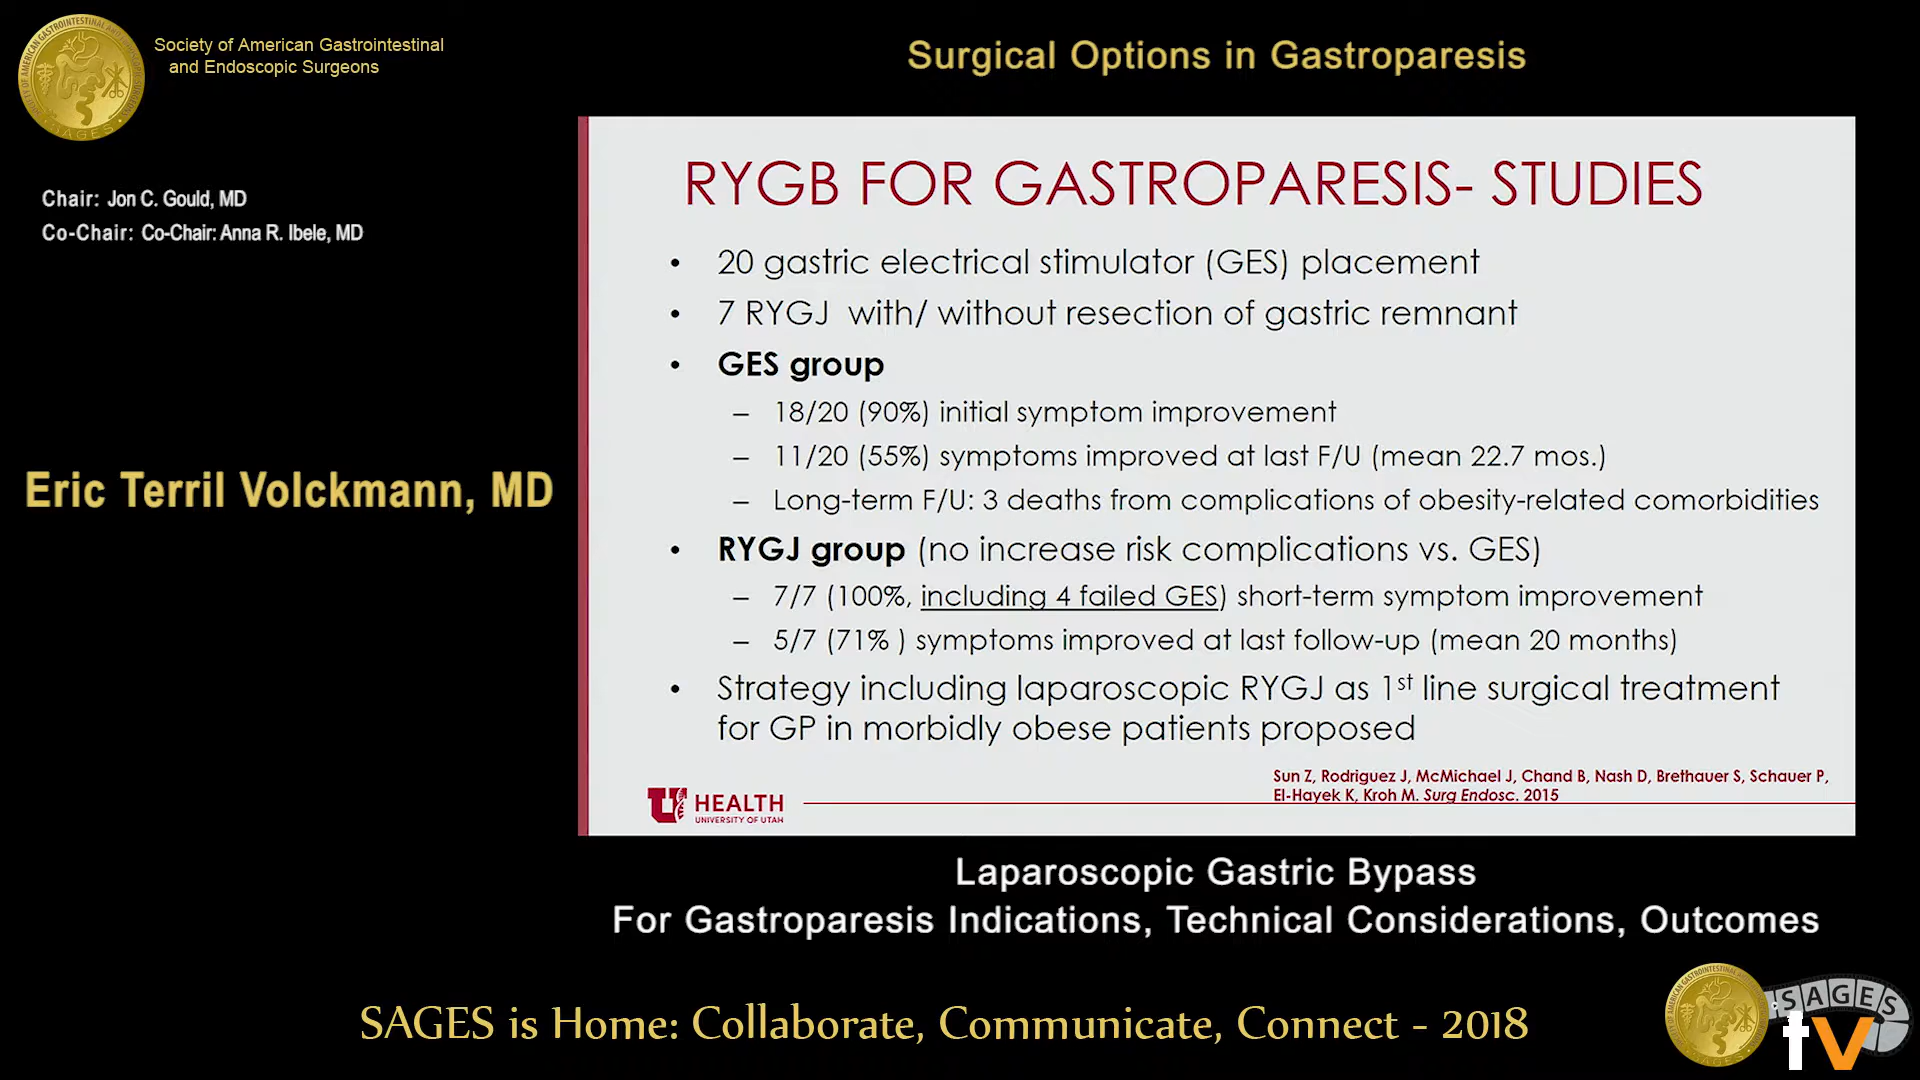 Society of American Gastrointestinal
and Endoscopic Surgeons
Surgical Options in Gastroparesis
Chair: Jon C. Gould, MD
Co-Chair: Co-Chair: Anna R. Ibele, MD
Eric Terril Volckmann, MD
RYGB FOR GASTROPARESIS- STUDIES
• 20 gastric electrical stimulator (GES) placement
• 7 RYGJ with/ without resection of gastric remnant
• GES group
– 18/20 (90%) initial symptom improvement
– 11/20 (55%) symptoms improved at last F/U (mean 22.7 mos.)
– Long-term F/U: 3 deaths from complications of obesity-related comorbidities
• RYGJ group (no increase risk complications vs. GES)
– 7/7 (100%, including 4 failed GES) short-term symptom improvement
– 5/7 (71% ) symptoms improved at last follow-up (mean 20 months)
• Strategy including laparoscopic RYGJ as 1st line surgical treatment
for GP in morbidly obese patients proposed
Sun Z, Rodriguez J, McMichael J, Chand B, Nash D, Brethauer S, Schauer P,
El-Hayek K, Kroh M. Surg Endosc. 2015
U HEALTH
UNIVERSITY OF UTAH
Laparoscopic Gastric Bypass
For Gastroparesis Indications, Technical Considerations, Outcomes
SAGES is Home: Collaborate, Communicate, Connect - 2018
SAGES
tv